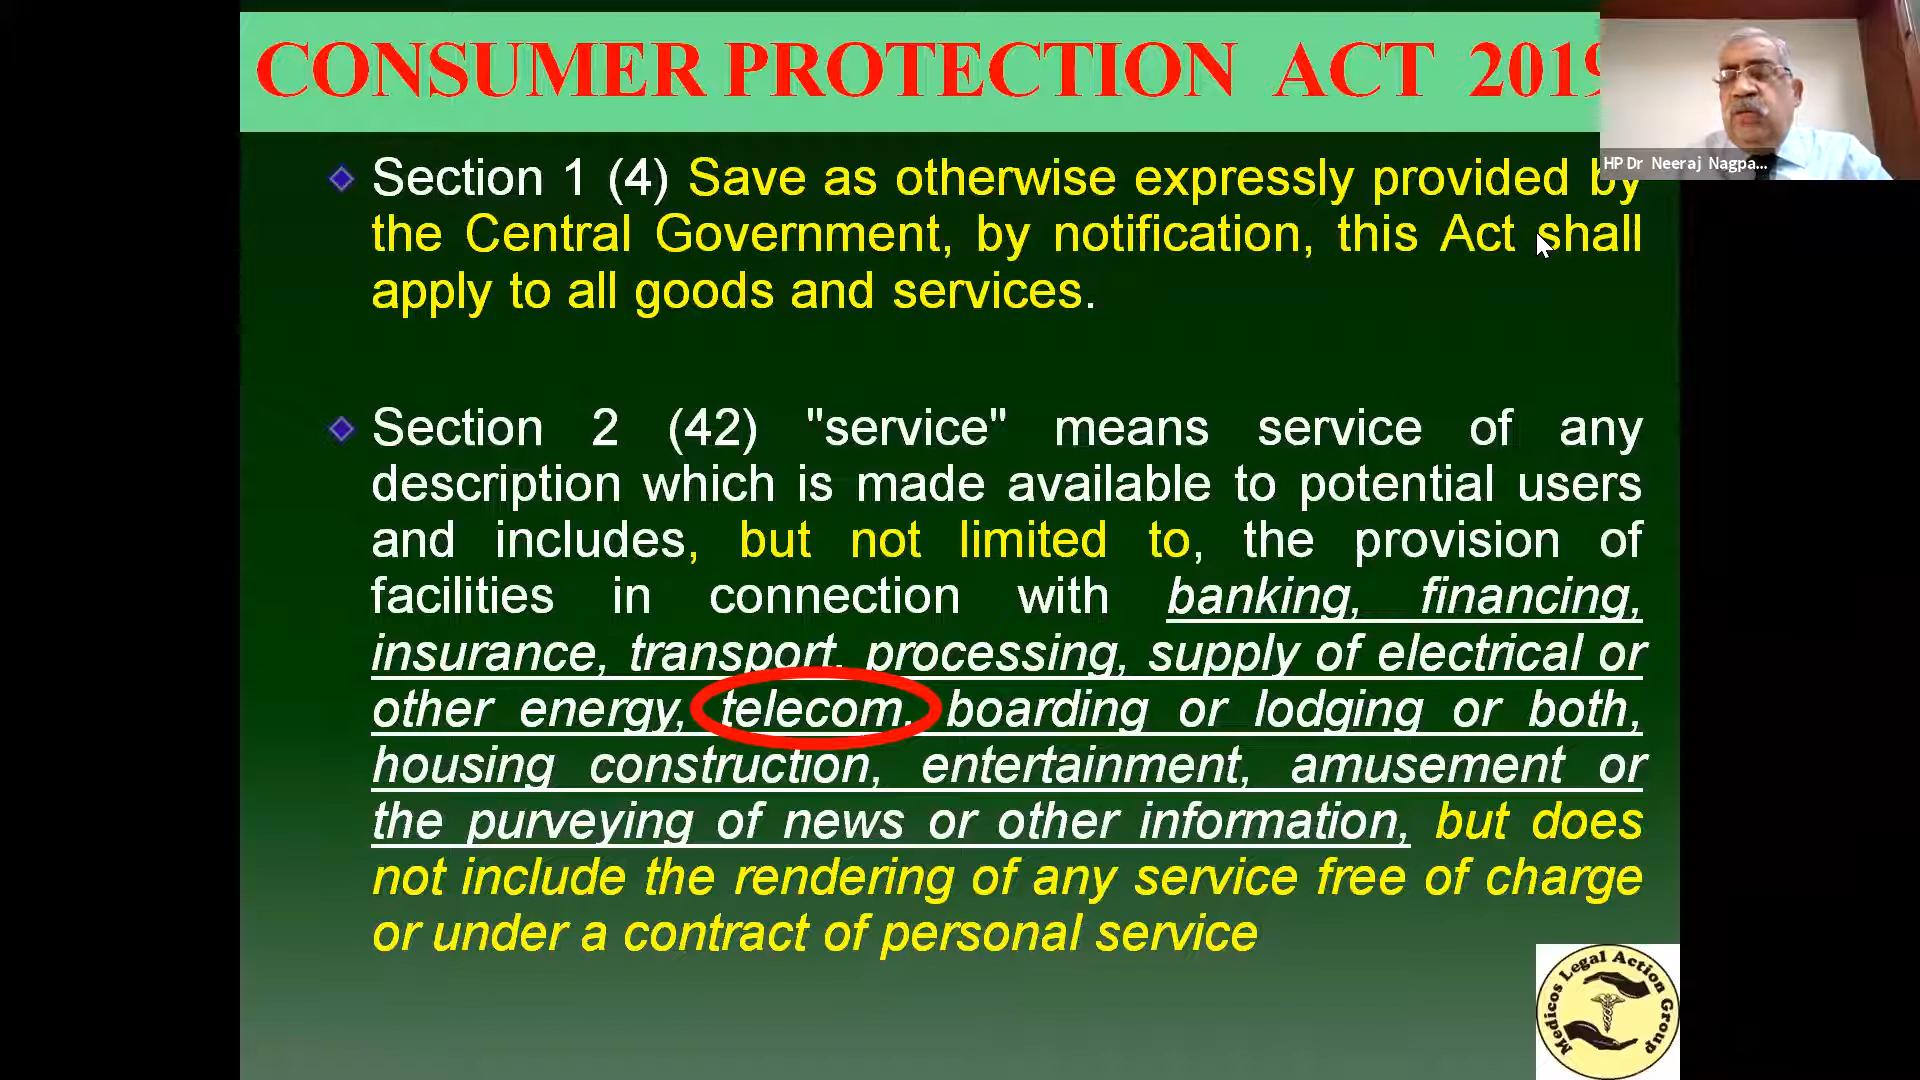 CONSUMER PROTECTION ACT 2019
HP Dr Neeraj Nagpa...
Section 1 (4) Save as otherwise expressly provided by
the Central Government, by notification, this Act shall
apply to all goods and services.
Section 2 (42) "service" means service of any
description which is made available to potential users
and includes, but not limited to, the provision of
facilities in connection with banking, financing,
insurance, transport, processing, supply of electrical or
other energy, telecom, boarding or lodging or both,
housing construction, entertainment, amusement or
the purveying of news or other information, but does
not include the rendering of any service free of charge
or under a contract of personal service
Medicos Legal Action Group